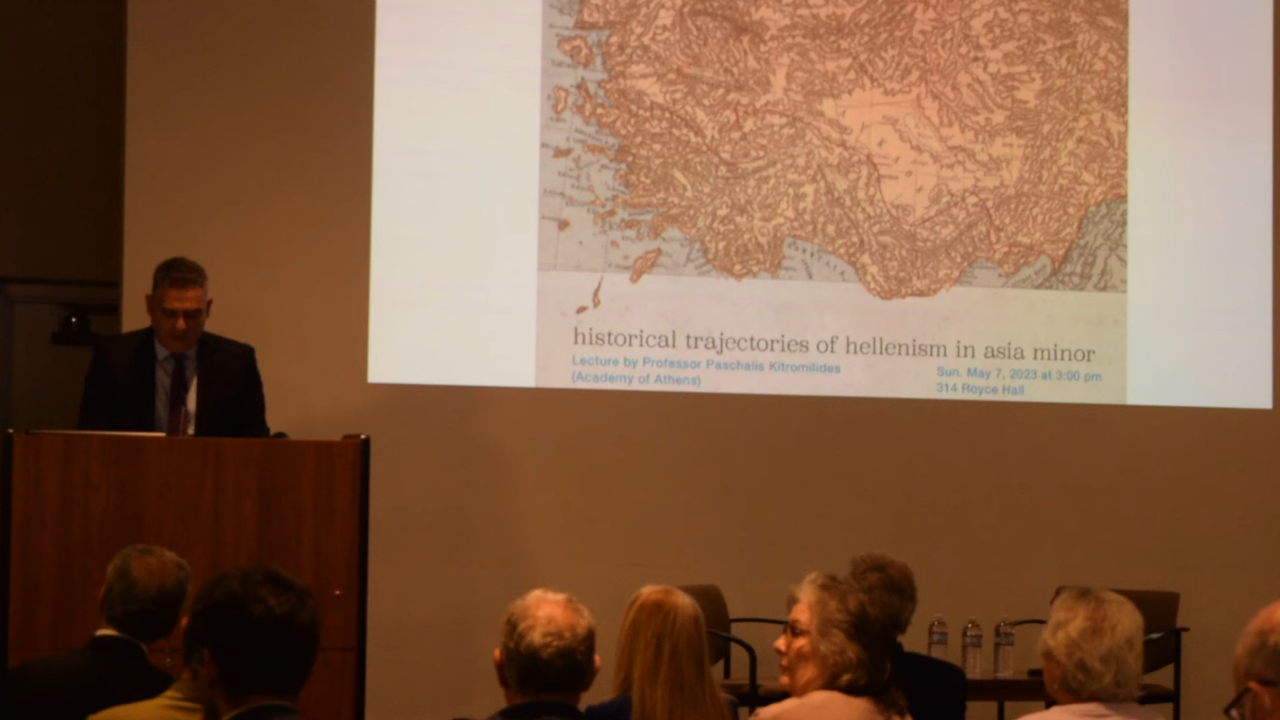 historical trajectories of hellenism in asia minor
Lecture by Professor Paschalis Kitromilides
(Academy of Athens)
Sun. May 7, 2023 at 3:00 pm
314 Royce Hall